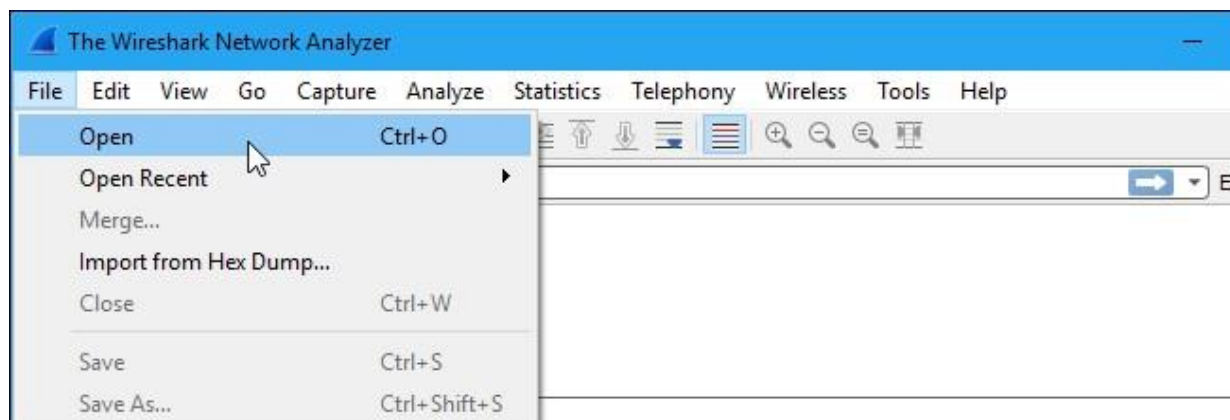 The Wireshark Network Analyzer
File Edit View Go Capture Analyze Statistics Telephony Wireless Tools Help
Open Ctrl+O
Open Recent
Merge...
Import from Hex Dump...
Close Ctrl+W
Save Ctrl+S
Save As... Ctrl+Shift+S